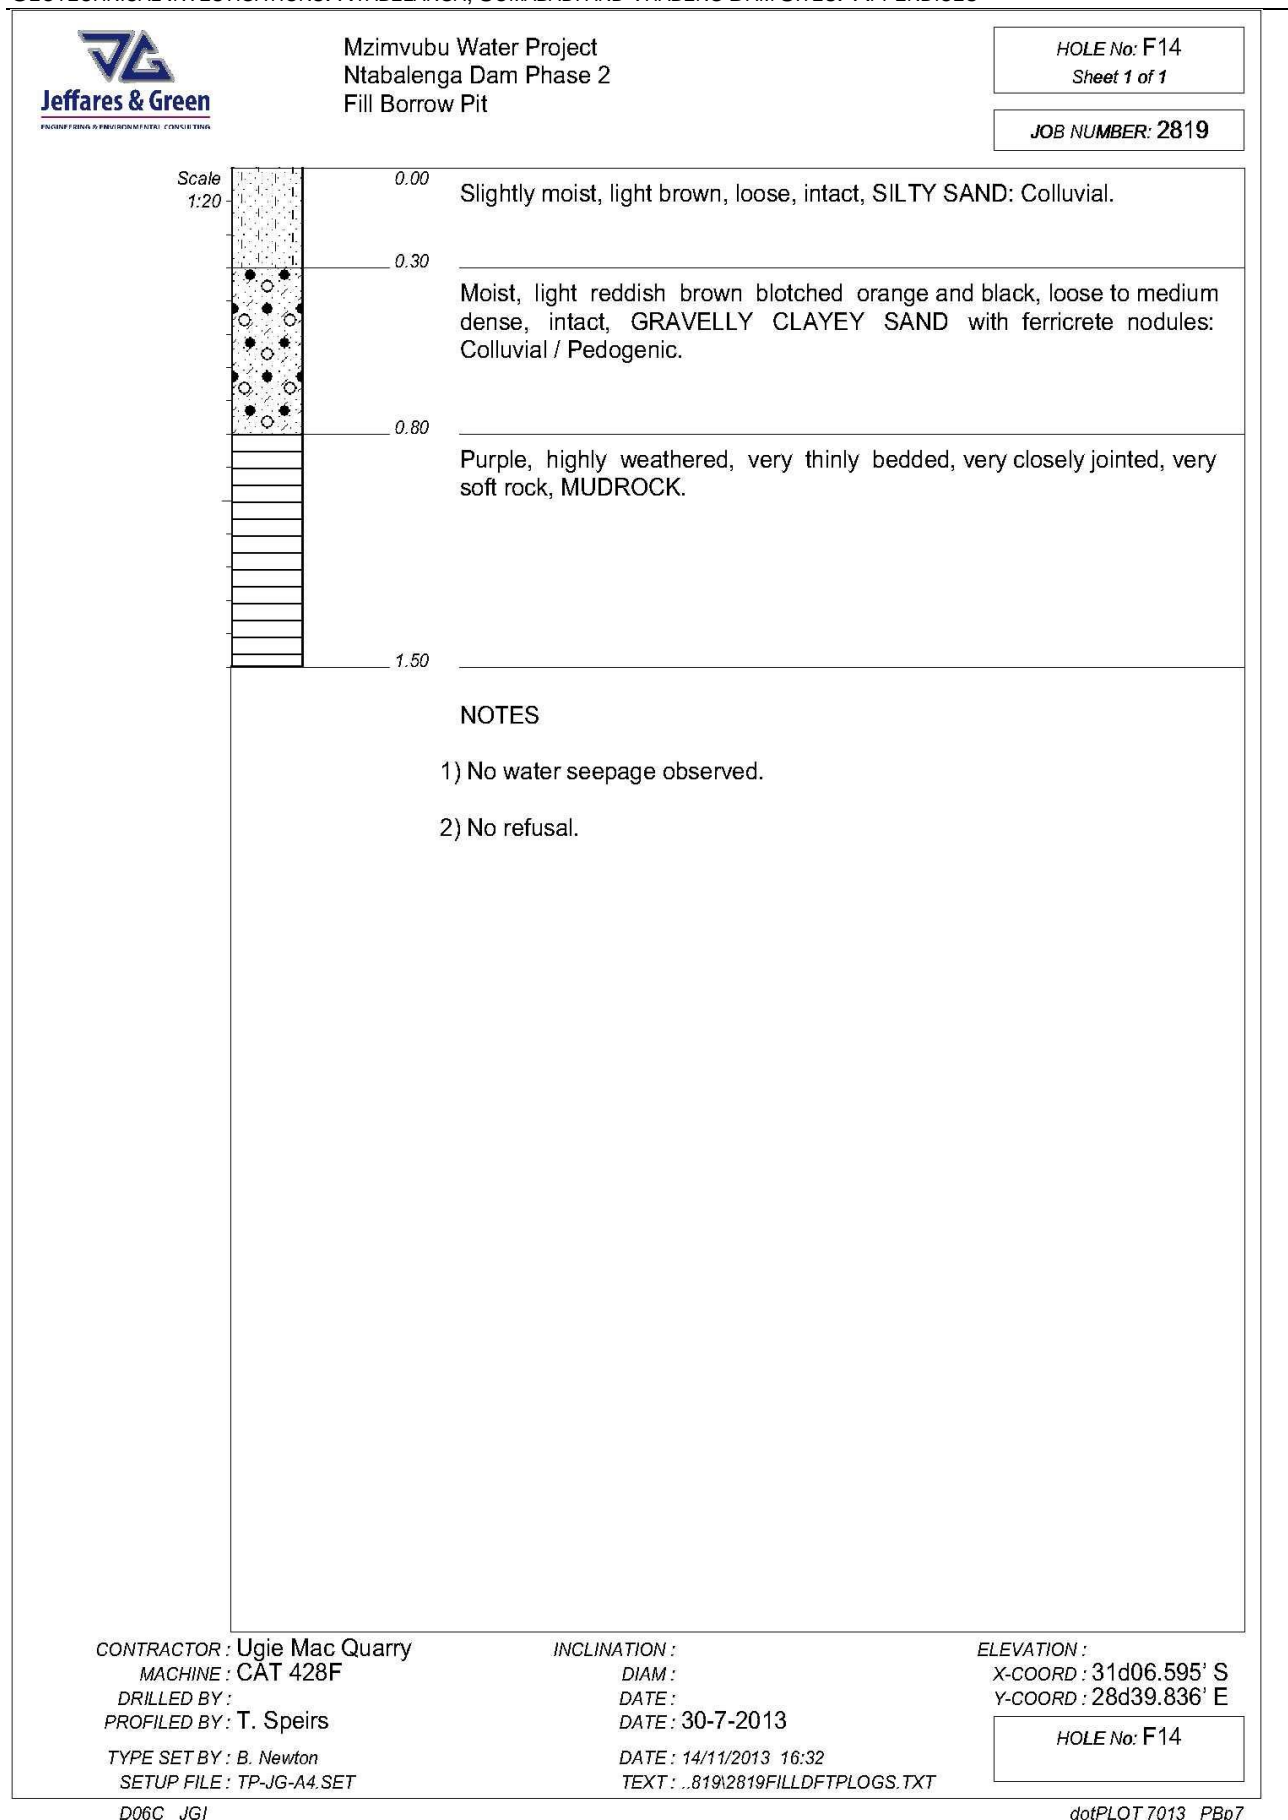 Jeffares & Green
ENGINEERING & ENVIRONMENTAL CONSULTING
Mzimvubu Water Project
Ntabalenga Dam Phase 2
Fill Borrow Pit
HOLE No: F14
Sheet 1 of 1
JOB NUMBER: 2819
Scale
1:20
0.00
Slightly moist, light brown, loose, intact, SILTY SAND: Colluvial.
0.30
Moist, light reddish brown blotched orange and black, loose to medium
dense, intact, GRAVELLY CLAYEY SAND with ferricrete nodules:
Colluvial / Pedogenic.
0.80
Purple, highly weathered, very thinly bedded, very closely jointed, very
soft rock, MUDROCK.
1.50
NOTES
1) No water seepage observed.
2) No refusal.
CONTRACTOR : Ugie Mac Quarry
MACHINE : CAT 428F
DRILLED BY :
PROFILED BY : T. Speirs
TYPE SET BY : B. Newton
SETUP FILE : TP-JG-A4.SET
INCLINATION :
DIAM :
DATE :
DATE : 30-7-2013
DATE : 14/11/2013 16:32
TEXT : ..819\2819FILLDFTPLOGS.TXT
ELEVATION :
X-COORD : 31d06.595' S
Y-COORD : 28d39.836' E
HOLE No: F14
D06C JGI
dotPLOT 7013 PBp7